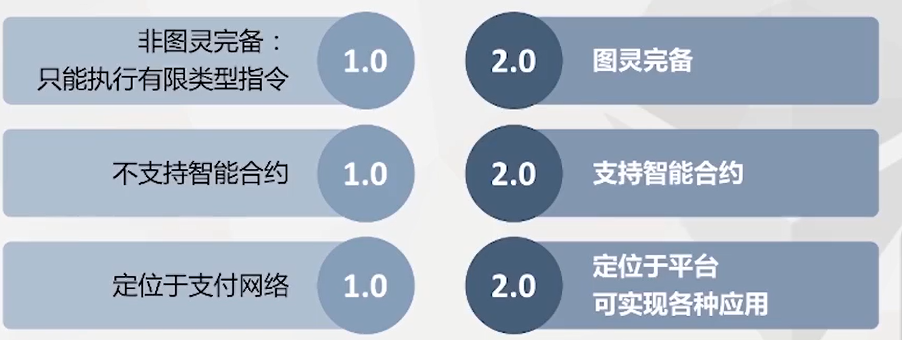 非图灵完备：
只能执行有限类型指令
1.0
2.0
图灵完备
不支持智能合约
1.0
2.0
支持智能合约
定位于支付网络
1.0
2.0
定位于平台
可实现各种应用